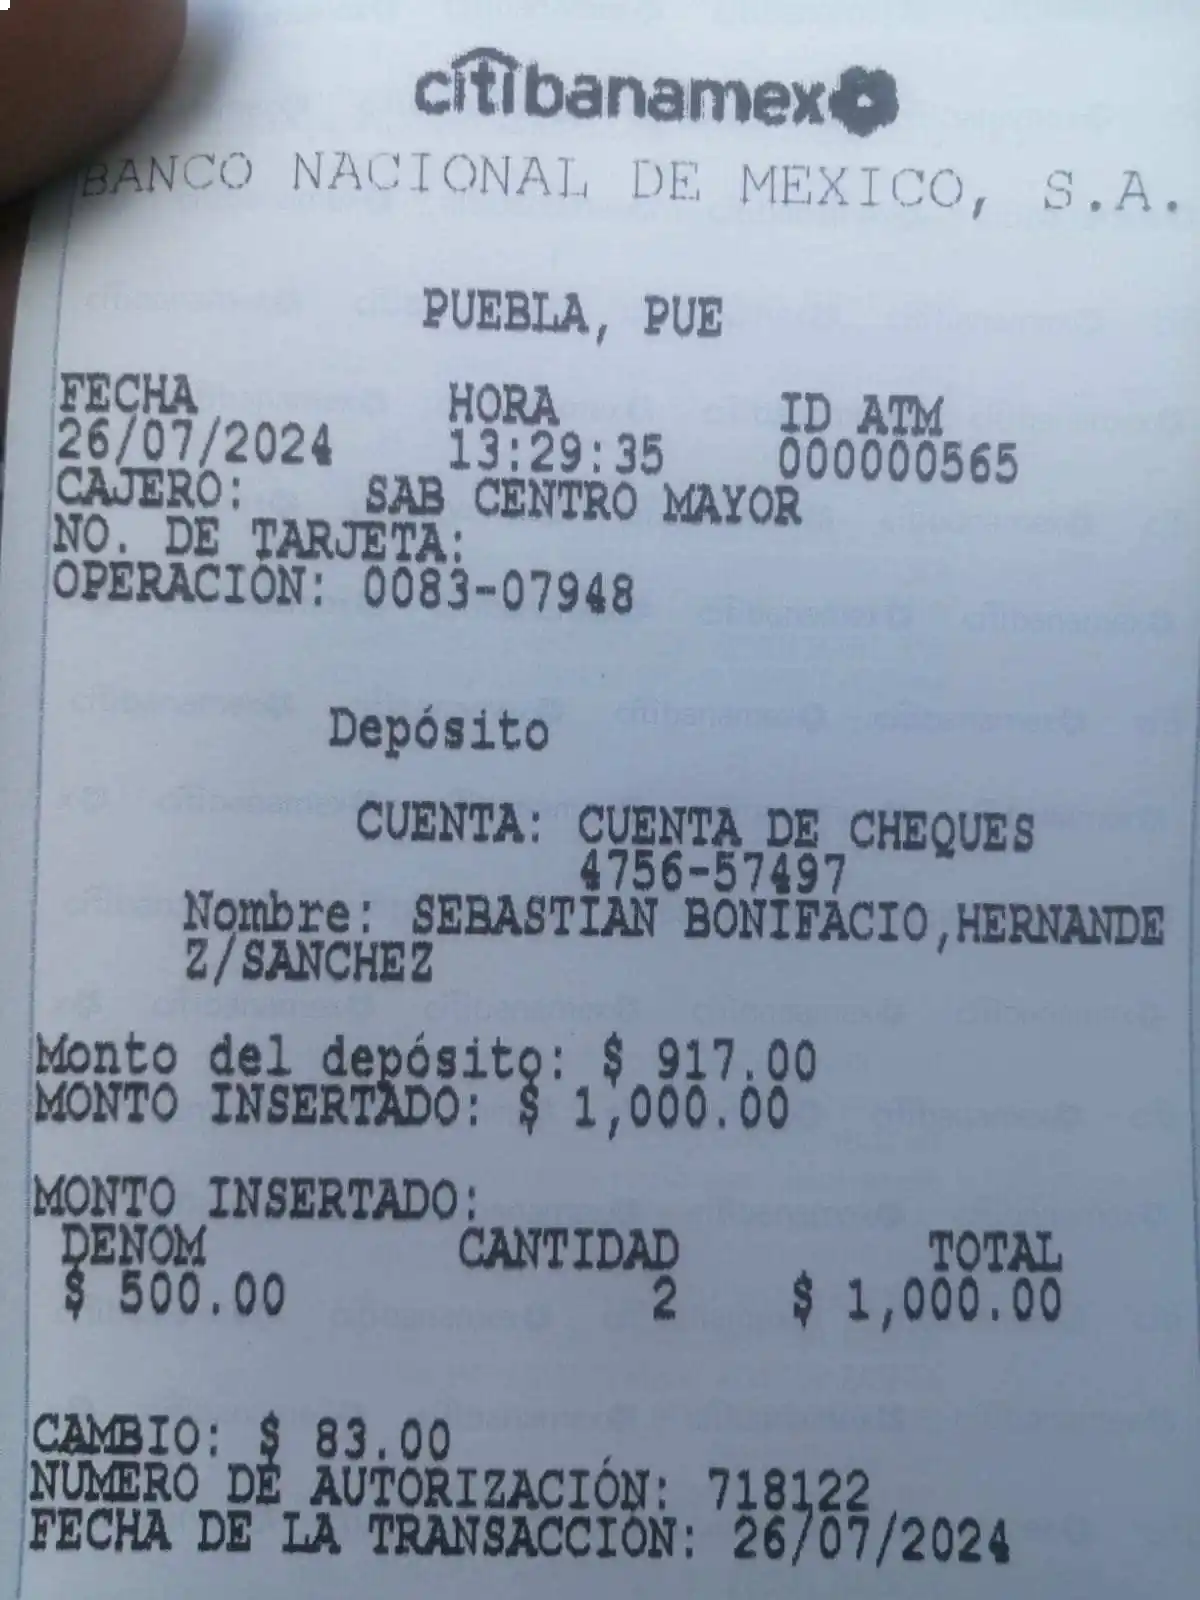 citibanamex
BANCO NACIONAL DE MEXICO, S.A.
PUEBLA, PUE
FECHA HORA ID ATM
26/07/2024 13:29:35 000000565
CAJERO: SAB CENTRO MAYOR
NO. DE TARJETA:
OPERACIÓN: 0083-07948
Depósito
CUENTA: CUENTA DE CHEQUES
4756-57497
Nombre: SEBASTIAN BONIFACIO,HERNANDE
Z/SANCHEZ
Monto del depósito: $ 917.00
MONTO INSERTADO: $ 1,000.00
MONTO INSERTADO:
DENOM CANTIDAD TOTAL
$ 500.00 2 $ 1,000.00
CAMBIO: $ 83.00
NÚMERO DE AUTORIZACIÓN: 718122
FECHA DE LA TRANSACCIÓN: 26/07/2024